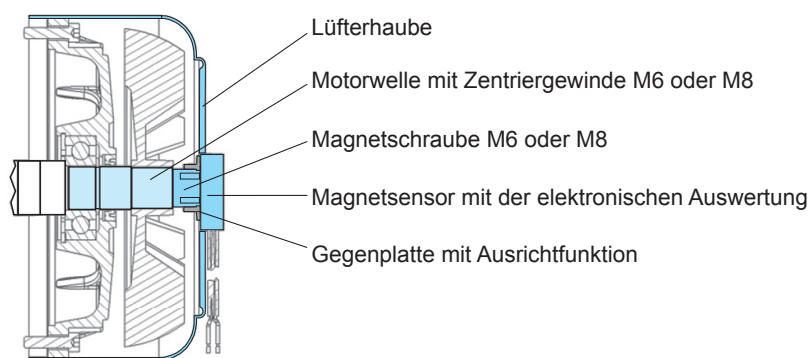 Lüfterhaube
Motorwelle mit Zentriergewinde M6 oder M8
Magnetschraube M6 oder M8
Magnetsensor mit der elektronischen Auswertung
Gegenplatte mit Ausrichtfunktion